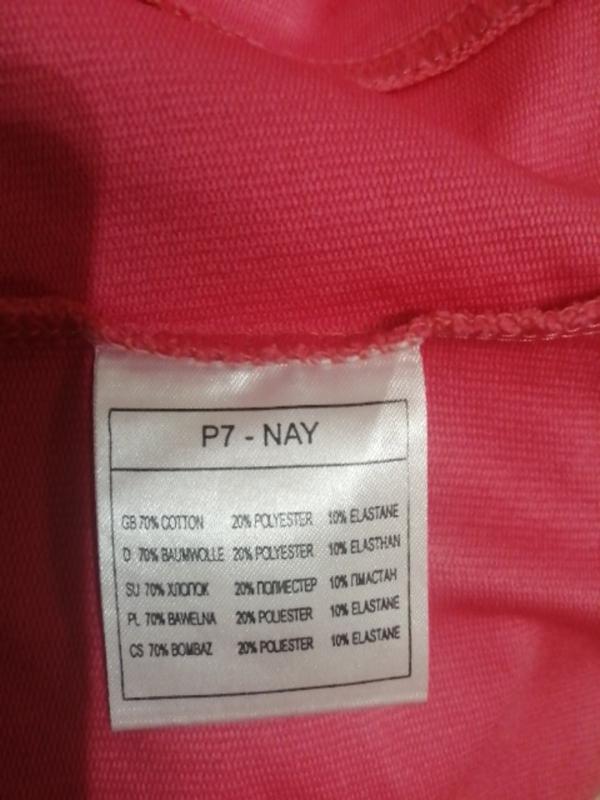 P7 - NAY
GB 70% COTTON 20% POLYESTER 10% ELASTANE
D 70% BAUMWOLLE 20% POLYESTER 10% ELASTHAN
SU 70% ХЛОПОК 20% ПОЛИЕСТЕР 10% ПМАСТАН
PL 70% BAWELNA 20% POLIESTER 10% ELASTANE
CS 70% BOMBAZ 20% POLIESTER 10% ELASTANE